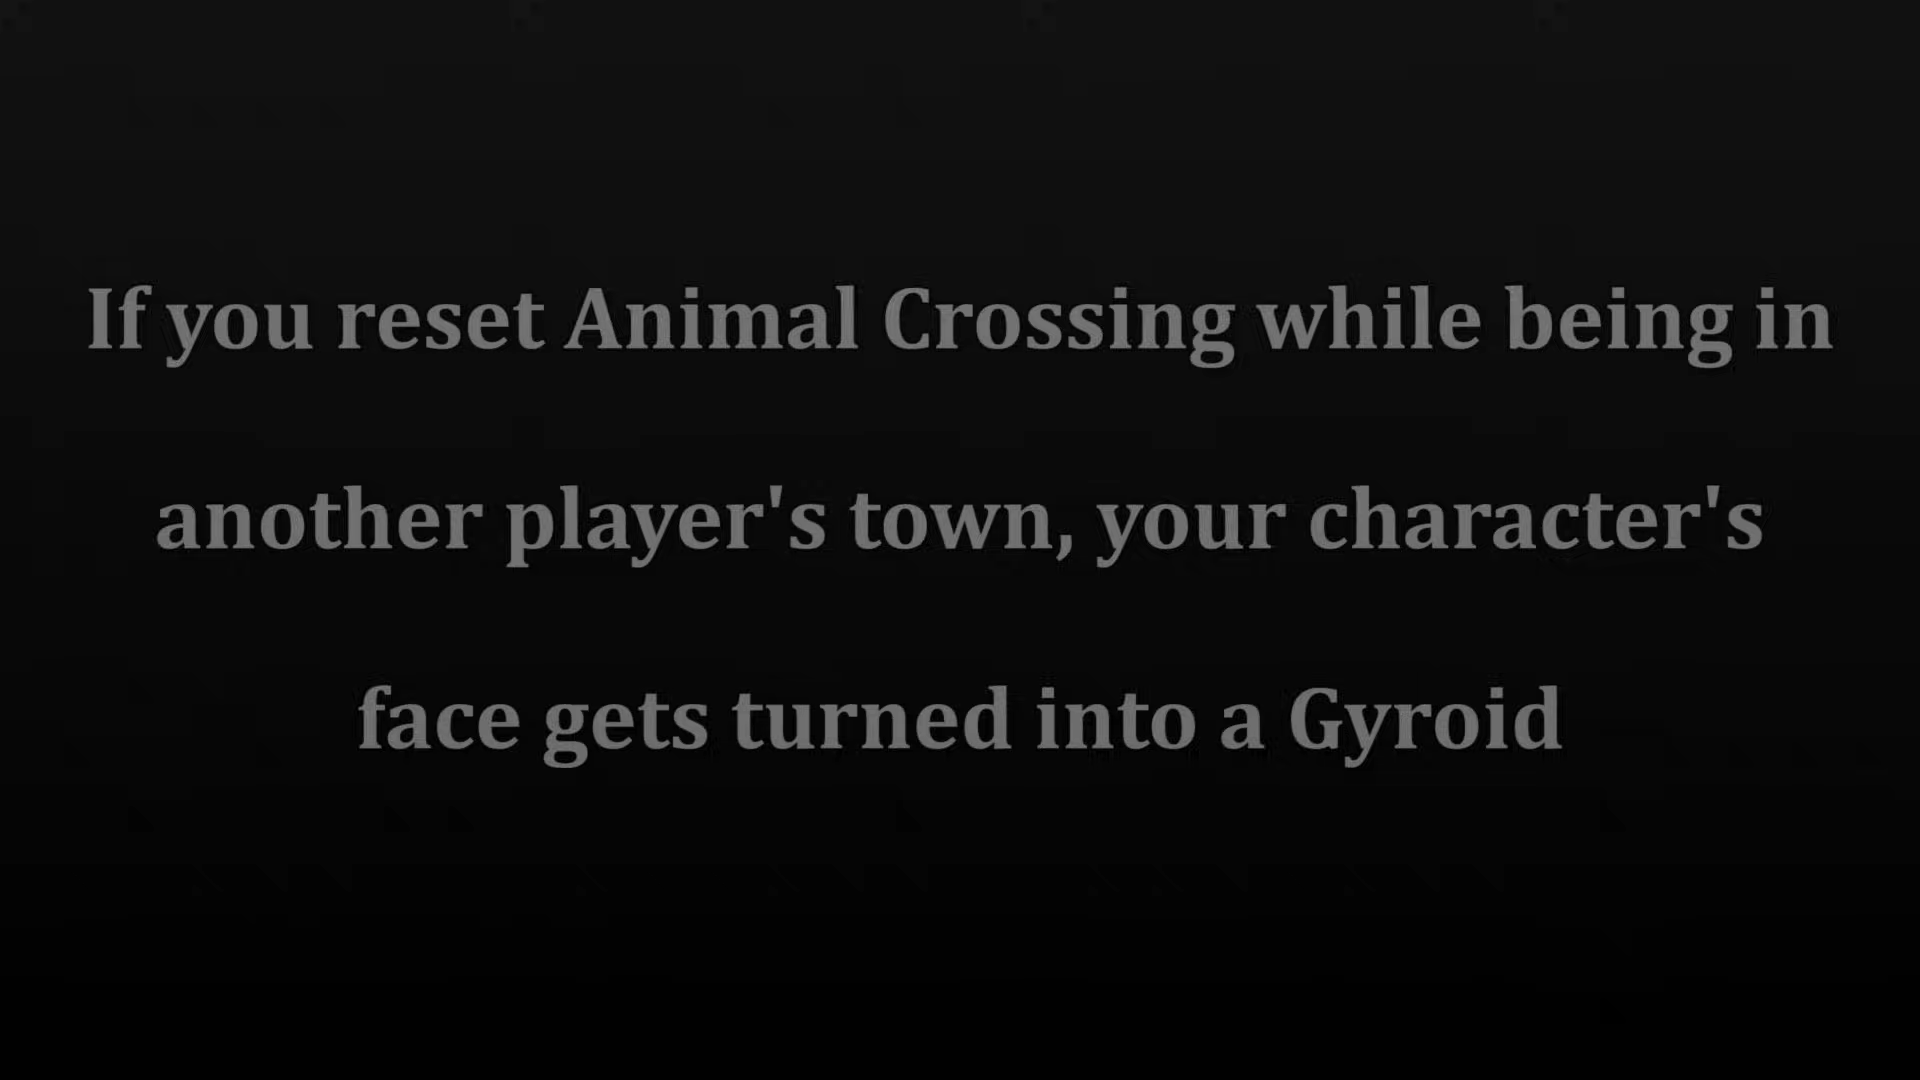 If you reset Animal Crossing while being in
another player's town, your character's
face gets turned into a Gyroid